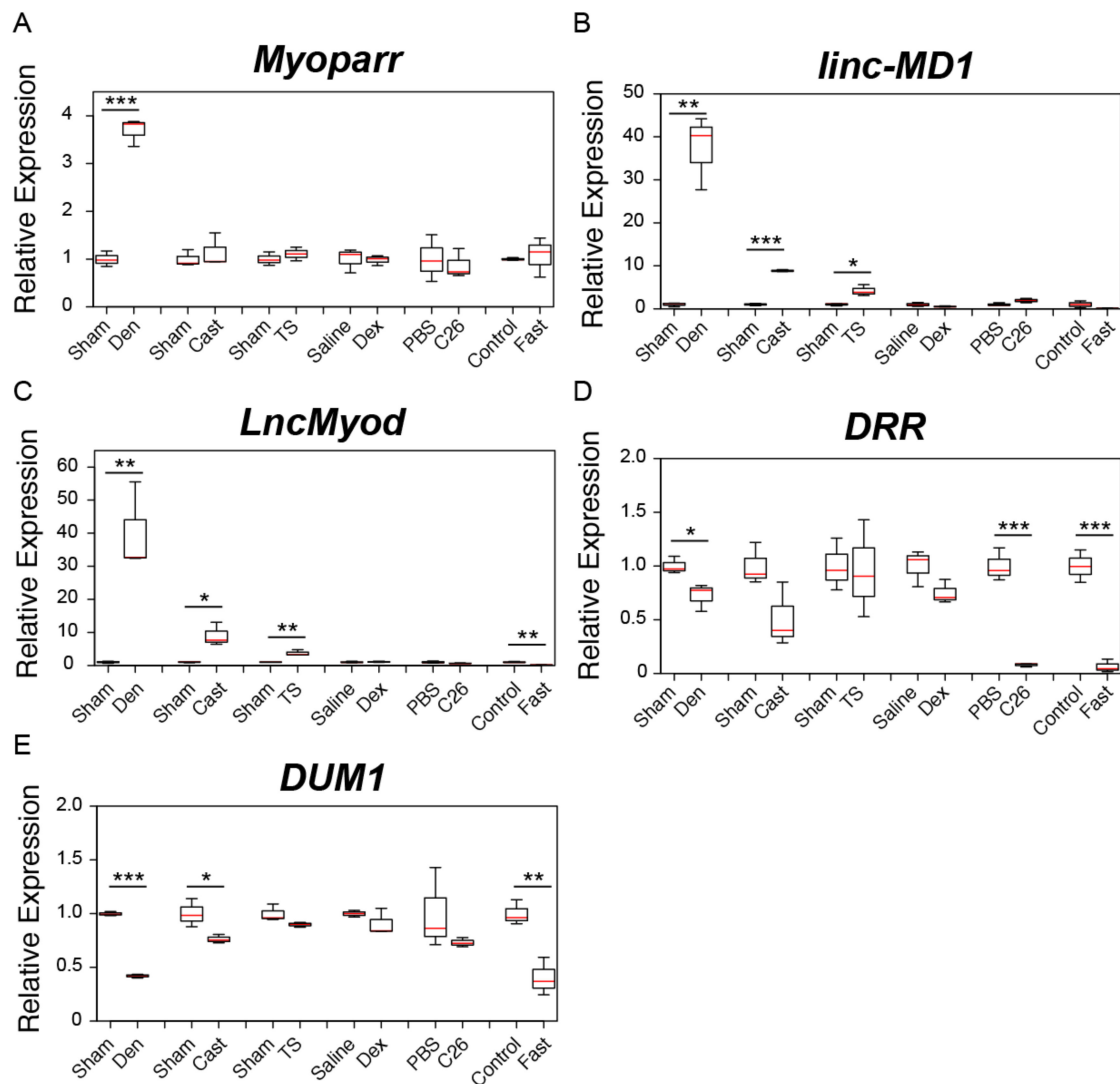 A
Myoparr
Relative Expression
4
3
2
1
0
***
Sham Den Sham Cast Sham TS Saline Dex PBS C26 Control Fast
B
linc-MD1
Relative Expression
50
40
30
20
10
0
**
***
*
Sham Den Sham Cast Sham TS Saline Dex PBS C26 Control Fast
C
LncMyod
Relative Expression
60
50
40
30
20
10
0
**
*
**
**
Sham Den Sham Cast Sham TS Saline Dex PBS C26 Control Fast
D
DRR
Relative Expression
2.0
1.5
1.0
0.5
0
*
***
***
Sham Den Sham Cast Sham TS Saline Dex PBS C26 Control Fast
E
DUM1
Relative Expression
2.0
1.5
1.0
0.5
0
***
*
**
Sham Den Sham Cast Sham TS Saline Dex PBS C26 Control Fast